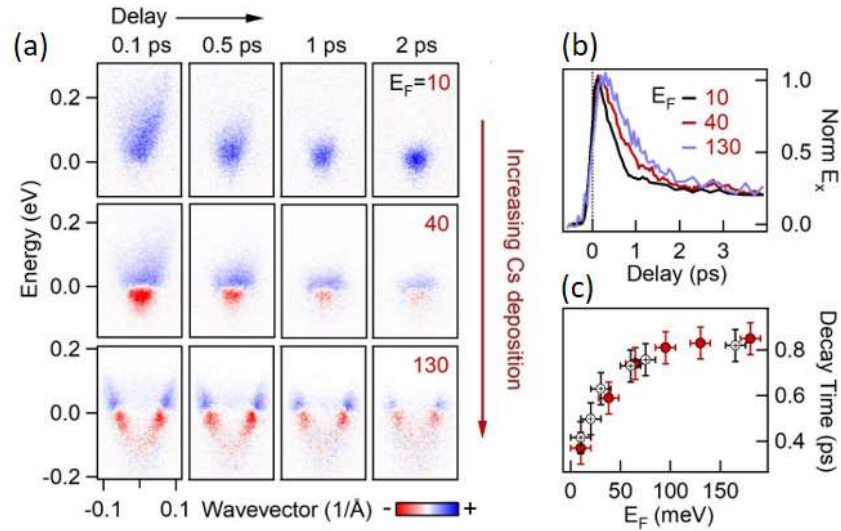 Delay
(a)
0.1 ps 0.5 ps 1 ps 2 ps
E_F=10
0.2
0.0
40
0.2
0.0
130
0.2
0.0
-0.2
Energy (eV)
-0.1 Wavevector (1/Å) 0.1
- +
Increasing Cs deposition
(b)
E_F 10
40
130
1.0
0.5
0.0
Norm E_x
0 1 2 3
Delay (ps)
(c)
0.8
0.6
0.4
Decay Time (ps)
0 50 100 150
E_F (meV)